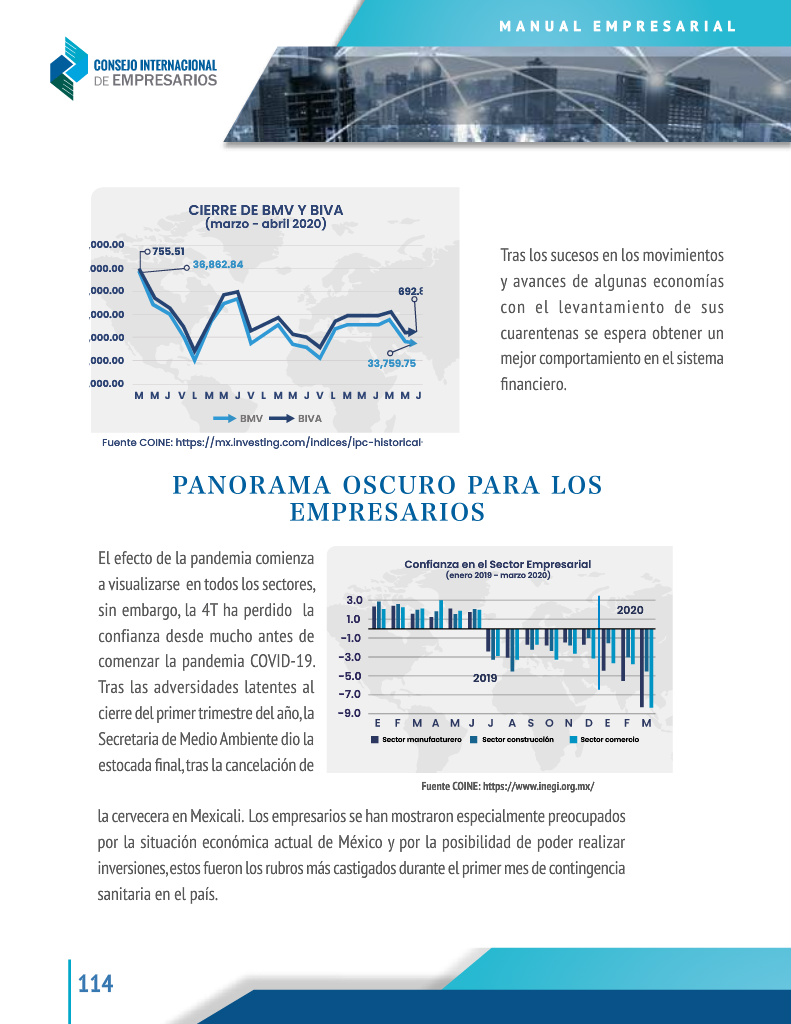 MANUAL EMPRESARIAL
CONSEJO INTERNACIONAL
DE EMPRESARIOS
CIERRE DE BMV Y BIVA
(marzo - abril 2020)
,000.00
,000.00
,000.00
,000.00
,000.00
,000.00
,000.00
755.51
36,862.84
692.8
33,759.75
M M J V L M M J V L M M J V L M M J M M J
BMV BIVA
Fuente COINE: https://mx.investing.com/indices/ipc-historical-
Tras los sucesos en los movimientos
y avances de algunas economías
con el levantamiento de sus
cuarentenas se espera obtener un
mejor comportamiento en el sistema
financiero.
PANORAMA OSCURO PARA LOS
EMPRESARIOS
El efecto de la pandemia comienza
a visualizarse en todos los sectores,
sin embargo, la 4T ha perdido la
confianza desde mucho antes de
comenzar la pandemia COVID-19.
Tras las adversidades latentes al
cierre del primer trimestre del año, la
Secretaria de Medio Ambiente dio la
estocada final, tras la cancelación de
Confianza en el Sector Empresarial
(enero 2019 - marzo 2020)
3.0
1.0
-1.0
-3.0
-5.0
-7.0
-9.0
2020
2019
E F M A M J J A S O N D E F M
Sector manufacturero Sector construcción Sector comercio
Fuente COINE: https://www.inegi.org.mx/
la cervecera en Mexicali. Los empresarios se han mostraron especialmente preocupados
por la situación económica actual de México y por la posibilidad de poder realizar
inversiones, estos fueron los rubros más castigados durante el primer mes de contingencia
sanitaria en el país.
114